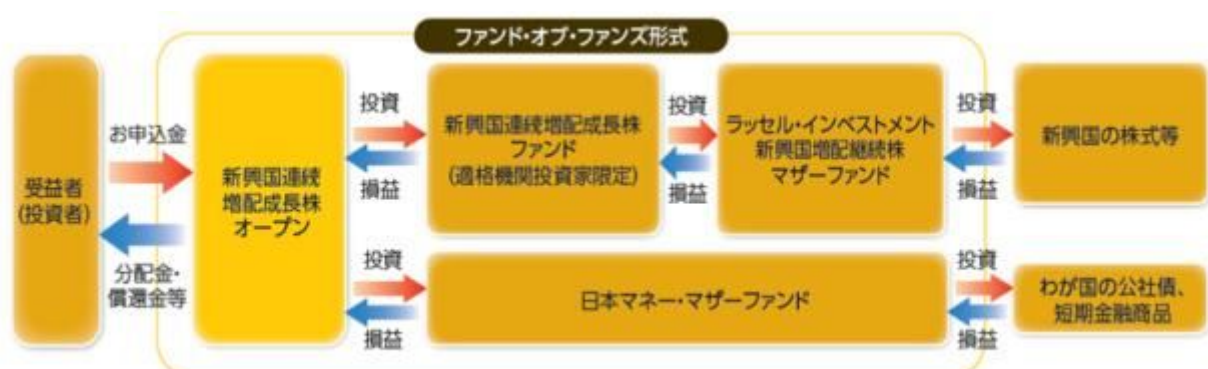 ファンド・オブ・ファンズ形式
受益者
(投資者)
お申込金
分配金・
償還金等
新興国連続
増配成長株
オープン
投資
損益
新興国連続増配成長株
ファンド
(適格機関投資家限定)
投資
損益
ラッセル・インベストメント
新興国増配継続株
マザーファンド
投資
損益
新興国の株式等
投資
損益
日本マネー・マザーファンド
投資
損益
わが国の公社債、
短期金融商品